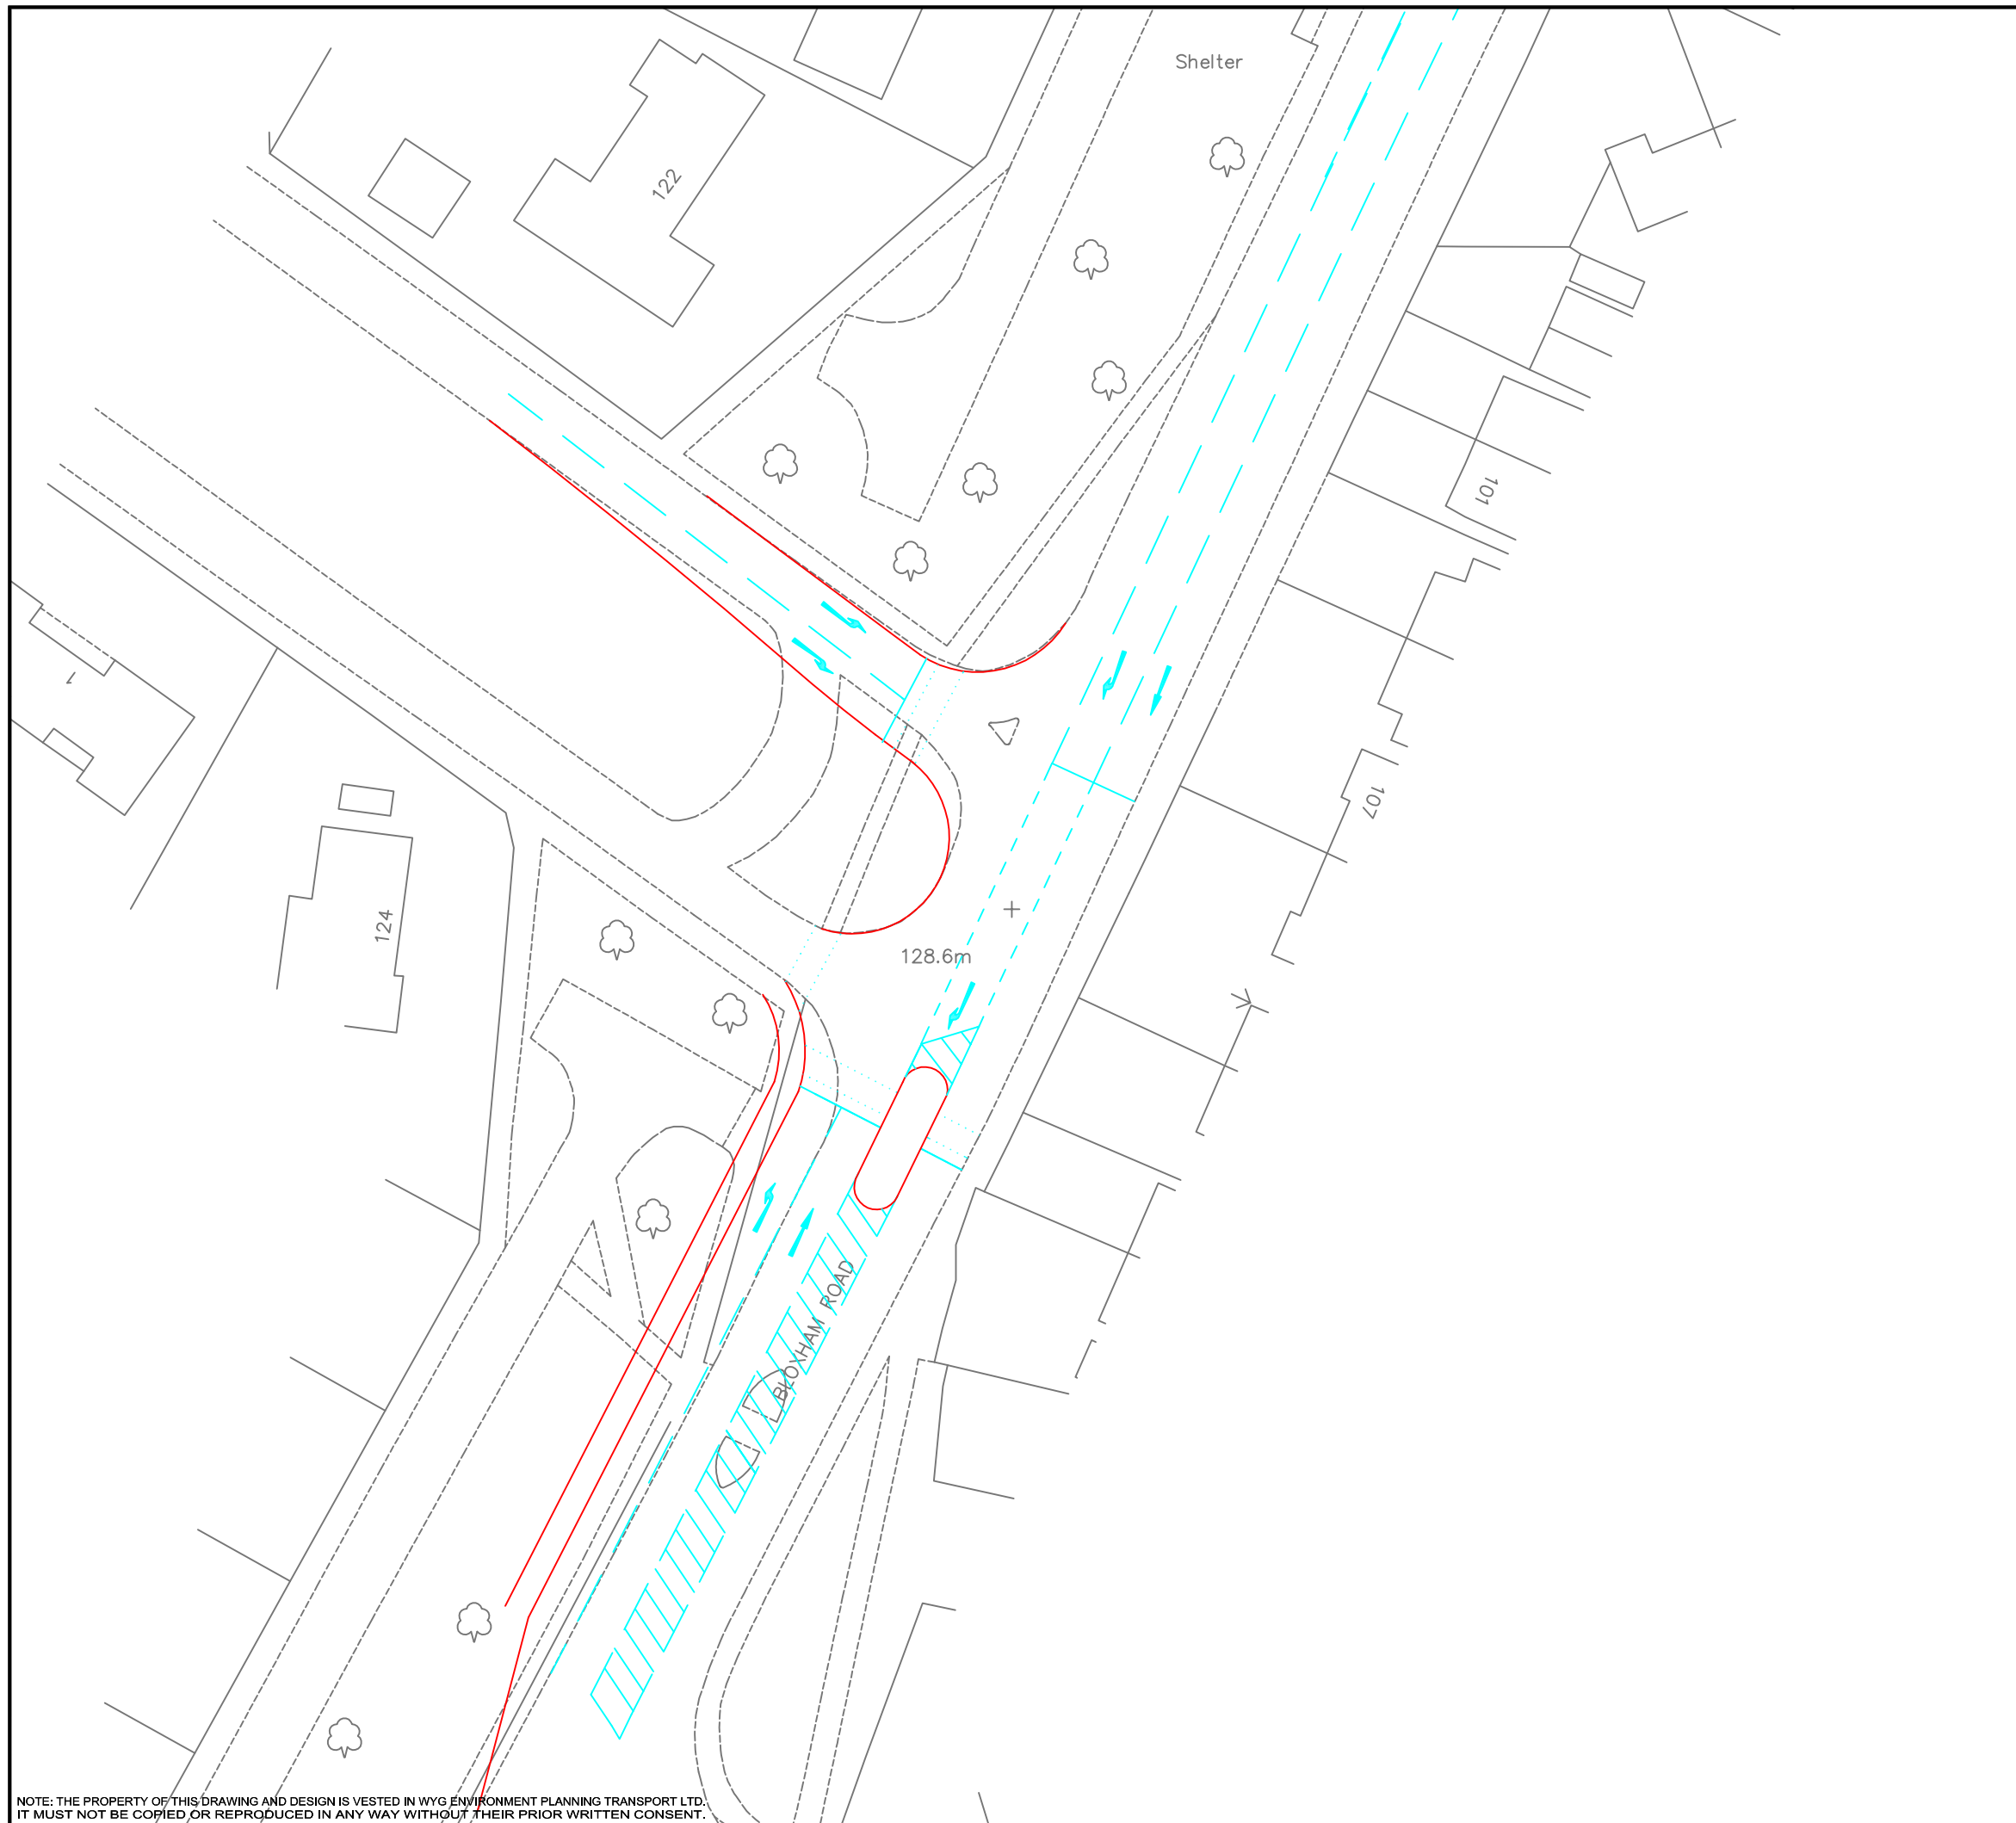 Shelter
122
101
1
107
124
128.6m
BLOXHAM ROAD
NOTE: THE PROPERTY OF THIS DRAWING AND DESIGN IS VESTED IN WYG ENVIRONMENT PLANNING TRANSPORT LTD.
IT MUST NOT BE COPIED OR REPRODUCED IN ANY WAY WITHOUT THEIR PRIOR WRITTEN CONSENT.